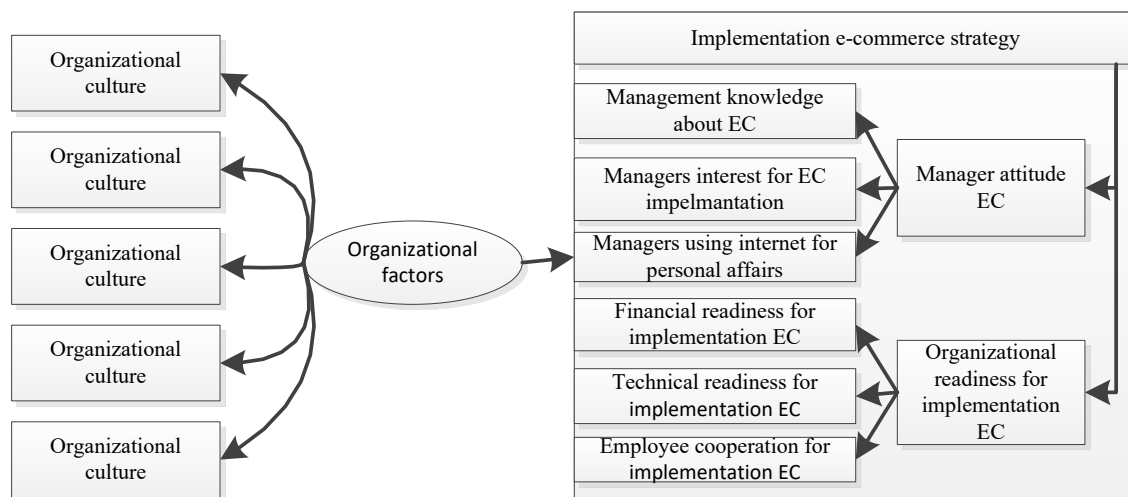 Organizational
culture
Organizational
culture
Organizational
culture
Organizational
culture
Organizational
culture
Organizational
factors
Implementation e-commerce strategy
Management knowledge
about EC
Managers interest for EC
impelmantation
Managers using internet for
personal affairs
Financial readiness for
implementation EC
Technical readiness for
implementation EC
Employee cooperation for
implementation EC
Manager attitude
EC
Organizational
readiness for
implementation
EC